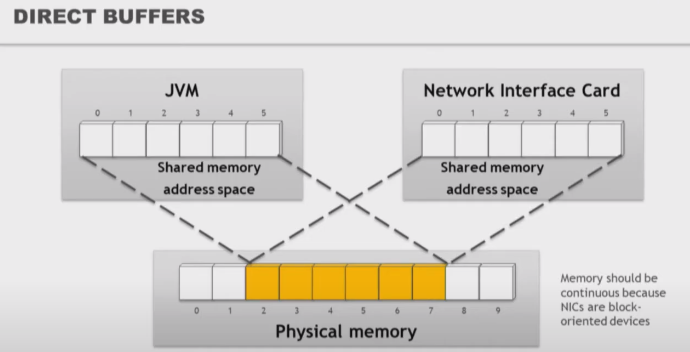 DIRECT BUFFERS
JVM
0 1 2 3 4 5
Shared memory
address space
Network Interface Card
0 1 2 3 4 5
Shared memory
address space
0 1 2 3 4 5 6 7 8 9
Physical memory
Memory should be
continuous because
NICs are block-
oriented devices